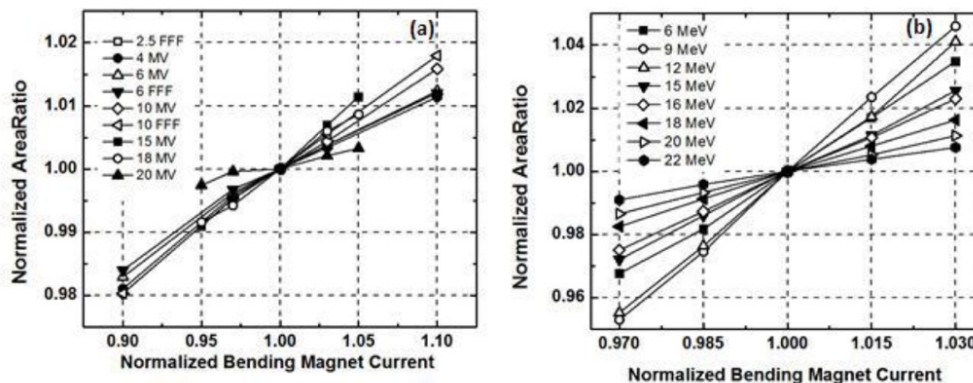 (a)
1.02
1.01
1.00
0.99
0.98
2.5 FFF
4 MV
6 MV
6 FFF
10 MV
10 FFF
15 MV
18 MV
20 MV
0.90 0.95 0.97 1.00 1.05 1.10
Normalized Bending Magnet Current
Normalized AreaRatio
(b)
1.04
1.02
1.00
0.98
0.96
6 MeV
9 MeV
12 MeV
15 MeV
16 MeV
18 MeV
20 MeV
22 MeV
0.970 0.985 1.000 1.015 1.030
Normalized Bending Magnet Current
Normalized AreaRatio